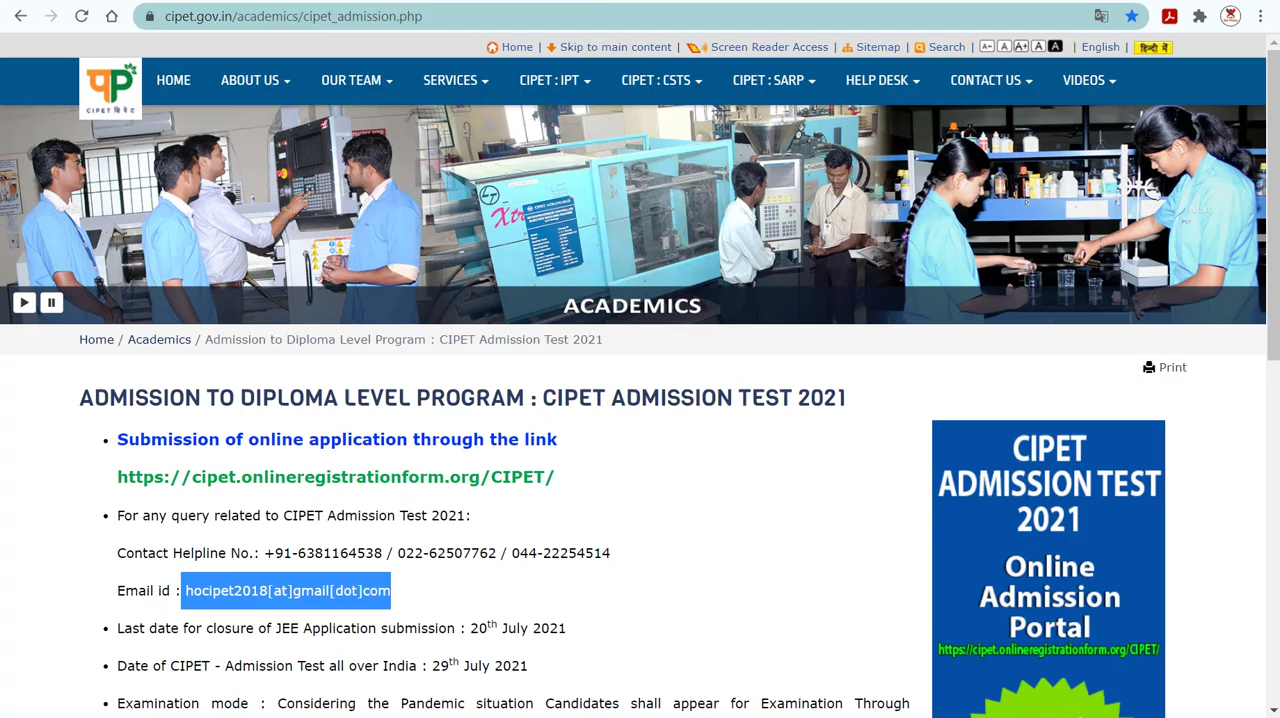 cipet.gov.in/academics/cipet_admission.php
Home | Skip to main content | Screen Reader Access | Sitemap | Search | A- A A+ A A | English | हिन्दी में
पP
CIPET सिपेट
HOME ABOUT US OUR TEAM SERVICES CIPET : IPT CIPET : CSTS CIPET : SARP HELP DESK CONTACT US VIDEOS
ACADEMICS
Home / Academics / Admission to Diploma Level Program : CIPET Admission Test 2021
Print
ADMISSION TO DIPLOMA LEVEL PROGRAM : CIPET ADMISSION TEST 2021
• Submission of online application through the link
https://cipet.onlineregistrationform.org/CIPET/
• For any query related to CIPET Admission Test 2021:
Contact Helpline No.: +91-6381164538 / 022-62507762 / 044-22254514
Email id : hocipet2018[at]gmail[dot]com
• Last date for closure of JEE Application submission : 20th July 2021
• Date of CIPET - Admission Test all over India : 29th July 2021
• Examination mode : Considering the Pandemic situation Candidates shall appear for Examination Through
CIPET
ADMISSION TEST
2021
Online
Admission
Portal
https://cipet.onlineregistrationform.org/CIPET/